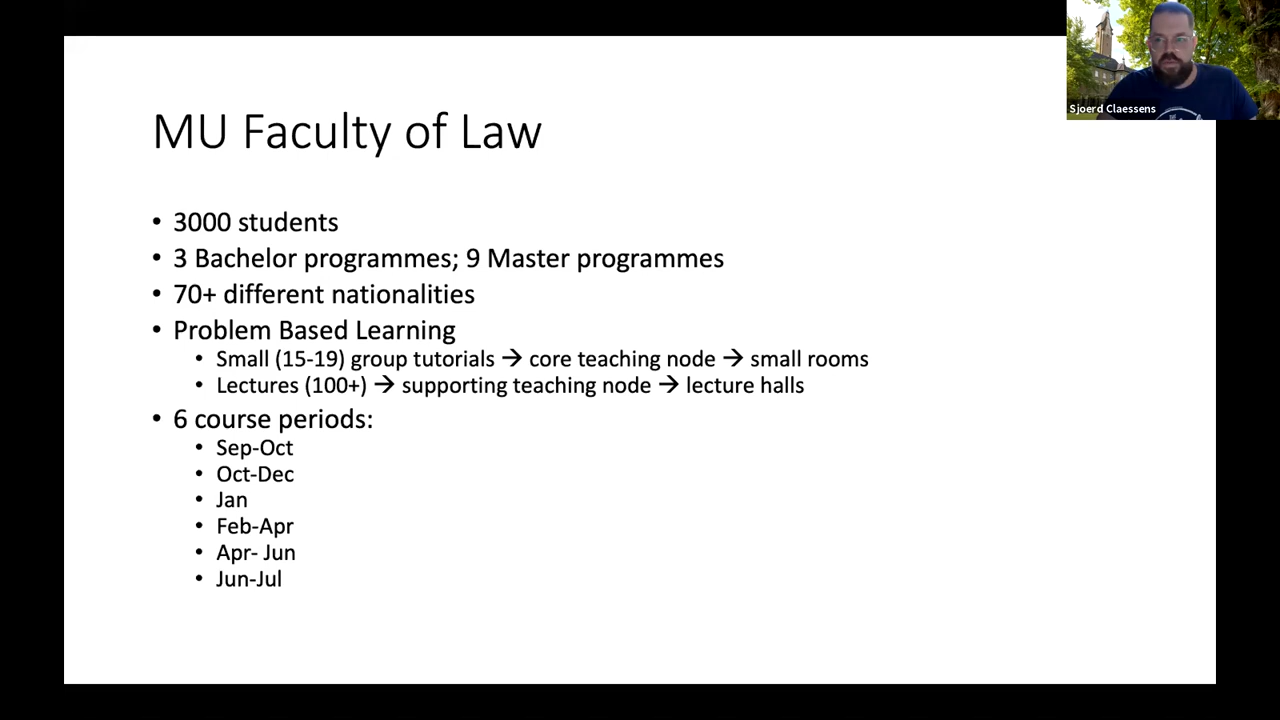 Sjoerd Claessens
MU Faculty of Law
• 3000 students
• 3 Bachelor programmes; 9 Master programmes
• 70+ different nationalities
• Problem Based Learning
• Small (15-19) group tutorials → core teaching node → small rooms
• Lectures (100+) → supporting teaching node → lecture halls
• 6 course periods:
• Sep-Oct
• Oct-Dec
• Jan
• Feb-Apr
• Apr- Jun
• Jun-Jul